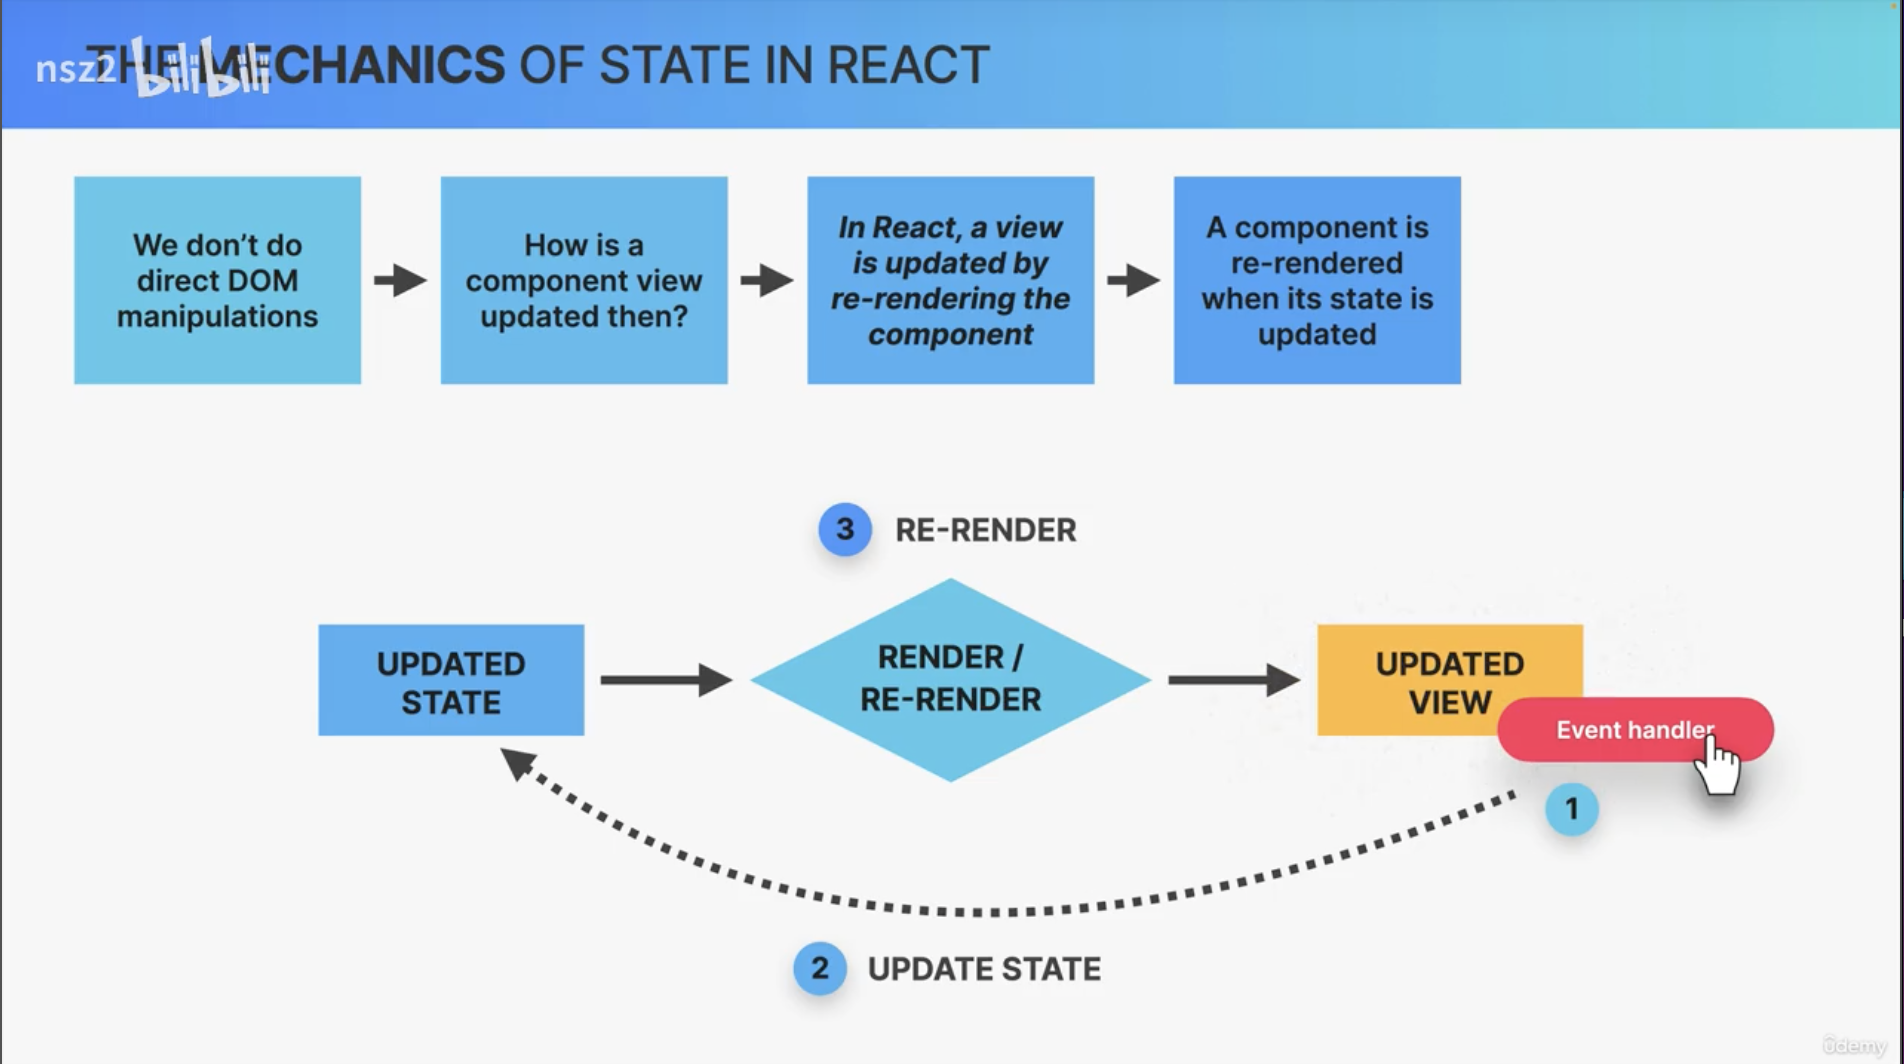 THE MECHANICS OF STATE IN REACT
nsz2 bilibili
We don’t do
direct DOM
manipulations
How is a
component view
updated then?
In React, a view
is updated by
re-rendering the
component
A component is
re-rendered
when its state is
updated
3 RE-RENDER
UPDATED
STATE
RENDER /
RE-RENDER
UPDATED
VIEW
Event handler
1
2 UPDATE STATE
ûdemy